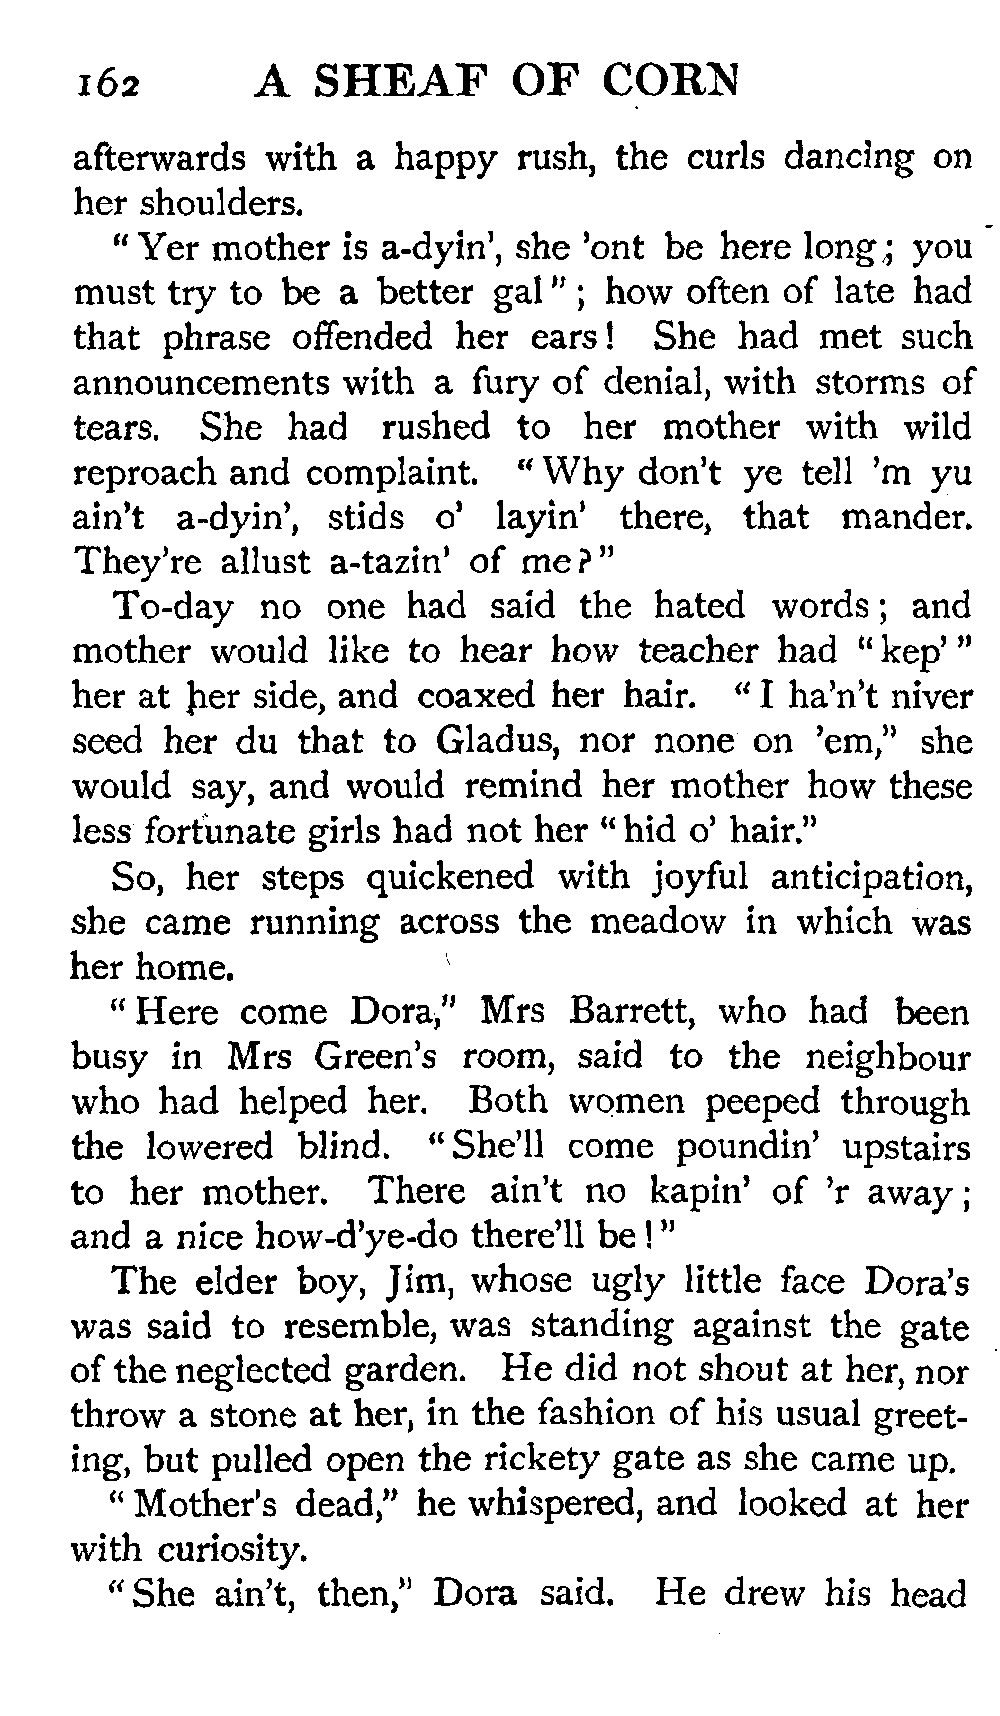 162 A SHEAF OF CORN
afterwards with a happy rush, the curls dancing on
her shoulders.
" Yer mother is a-dyin', she 'ont be here long; you
must try to be a better gal"; how often of late had
that phrase offended her ears! She had met such
announcements with a fury of denial, with storms of
tears. She had rushed to her mother with wild
reproach and complaint. "Why don't ye tell 'm yu
ain't a-dyin', stids o' layin' there, that mander.
They're allust a-tazin' of me?"
To-day no one had said the hated words; and
mother would like to hear how teacher had "kep'"
her at her side, and coaxed her hair. "I ha'n't niver
seed her du that to Gladus, nor none on 'em," she
would say, and would remind her mother how these
less fortunate girls had not her "hid o' hair."
So, her steps quickened with joyful anticipation,
she came running across the meadow in which was
her home.
"Here come Dora," Mrs Barrett, who had been
busy in Mrs Green's room, said to the neighbour
who had helped her. Both women peeped through
the lowered blind. "She'll come poundin' upstairs
to her mother. There ain't no kapin' of 'r away;
and a nice how-d'ye-do there'll be!"
The elder boy, Jim, whose ugly little face Dora's
was said to resemble, was standing against the gate
of the neglected garden. He did not shout at her, nor
throw a stone at her, in the fashion of his usual greet-
ing, but pulled open the rickety gate as she came up.
"Mother's dead," he whispered, and looked at her
with curiosity.
"She ain't, then," Dora said. He drew his head